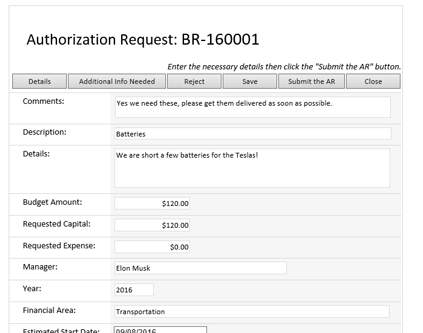 Authorization Request: BR-160001
Enter the necessary details then click the "Submit the AR" button.
Details Additional Info Needed Reject Save Submit the AR Close
Comments: Yes we need these, please get them delivered as soon as possible.
Description: Batteries
Details: We are short a few batteries for the Teslas!
Budget Amount: $120.00
Requested Capital: $120.00
Requested Expense: $0.00
Manager: Elon Musk
Year: 2016
Financial Area: Transportation
Estimated Start Date: 09/08/2016